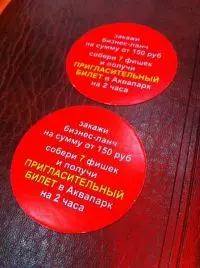 закажи
бизнес-ланч
на сумму от 150 руб
собери 7 фишек
и получи
ПРИГЛАСИТЕЛЬНЫЙ
БИЛЕТ в Аквапарк
на 2 часа
закажи
бизнес-ланч
на сумму от 150 руб
собери 7 фишек
и получи
ПРИГЛАСИТЕЛЬНЫЙ
БИЛЕТ в Аквапарк
на 2 часа